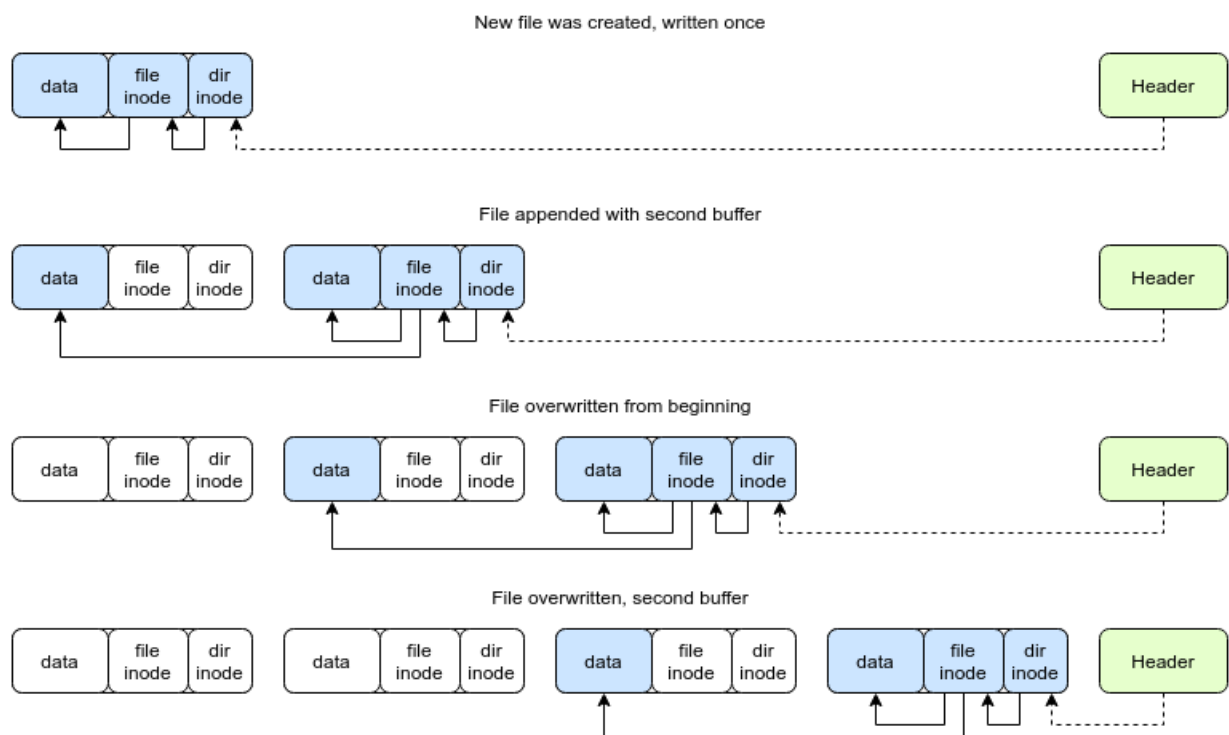 New file was created, written once
data
file
inode
dir
inode
Header
File appended with second buffer
data
file
inode
dir
inode
data
file
inode
dir
inode
Header
File overwritten from beginning
data
file
inode
dir
inode
data
file
inode
dir
inode
data
file
inode
dir
inode
Header
File overwritten, second buffer
data
file
inode
dir
inode
data
file
inode
dir
inode
data
file
inode
dir
inode
data
file
inode
dir
inode
Header